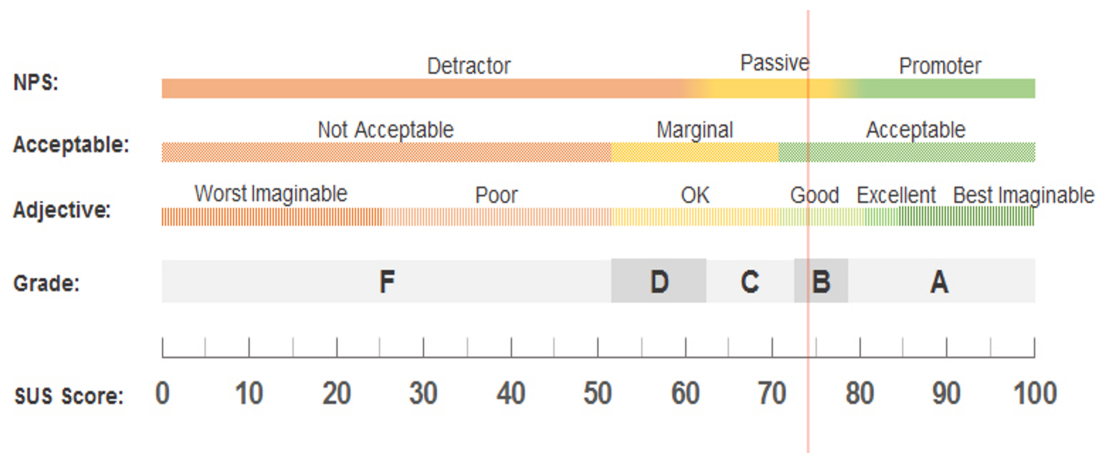 NPS: Detractor Passive Promoter
Acceptable: Not Acceptable Marginal Acceptable
Adjective: Worst Imaginable Poor OK Good Excellent Best Imaginable
Grade: F D C B A
SUS Score: 0 10 20 30 40 50 60 70 80 90 100